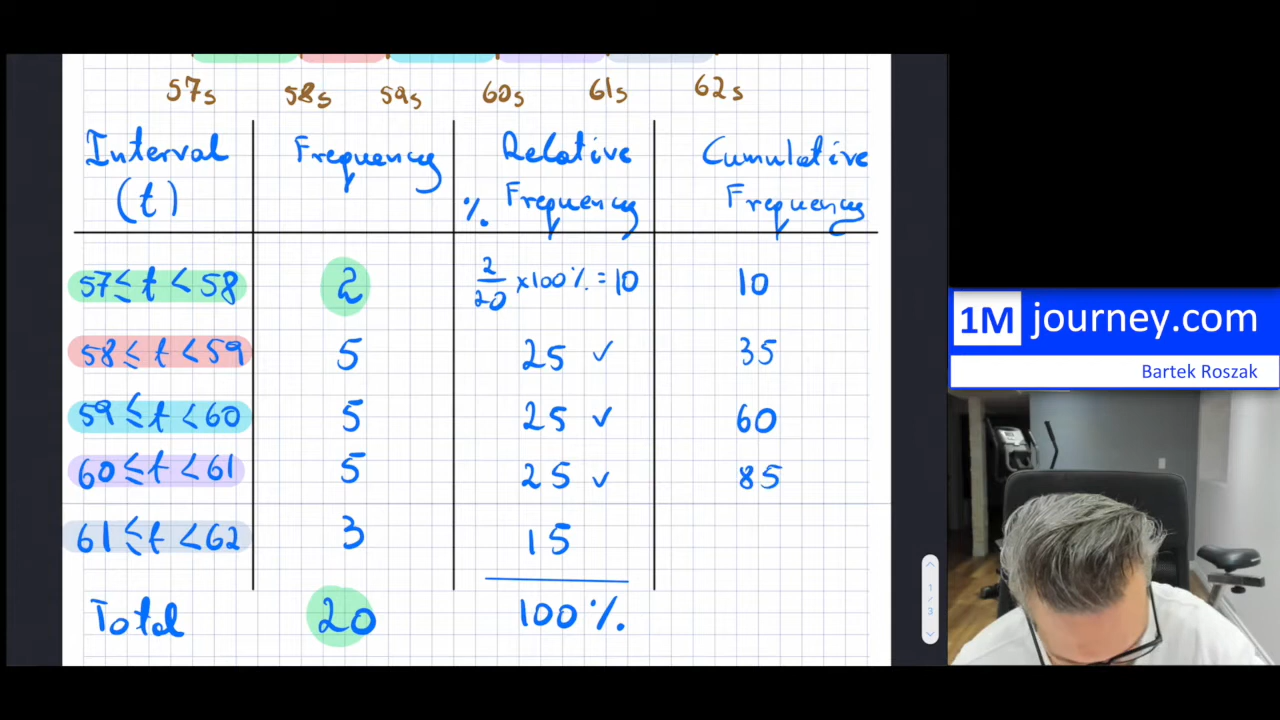 57s 58s 59s 60s 61s 62s
Interval (t) Frequency % Relative Frequency Cumulative Frequency
57 ≤ t < 58 2 2/20 ×100% = 10 10
58 ≤ t < 59 5 25 ✓ 35
59 ≤ t < 60 5 25 ✓ 60
60 ≤ t < 61 5 25 ✓ 85
61 ≤ t < 62 3 15
Total 20 100%
1M journey.com
Bartek Roszak
1
/
3